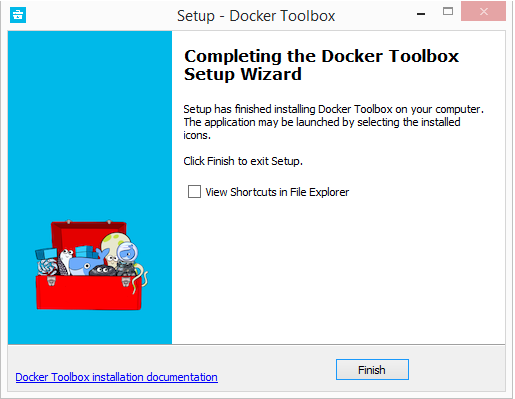 Setup - Docker Toolbox
Completing the Docker Toolbox
Setup Wizard
Setup has finished installing Docker Toolbox on your computer.
The application may be launched by selecting the installed
icons.
Click Finish to exit Setup.
View Shortcuts in File Explorer
Docker Toolbox installation documentation
Finish